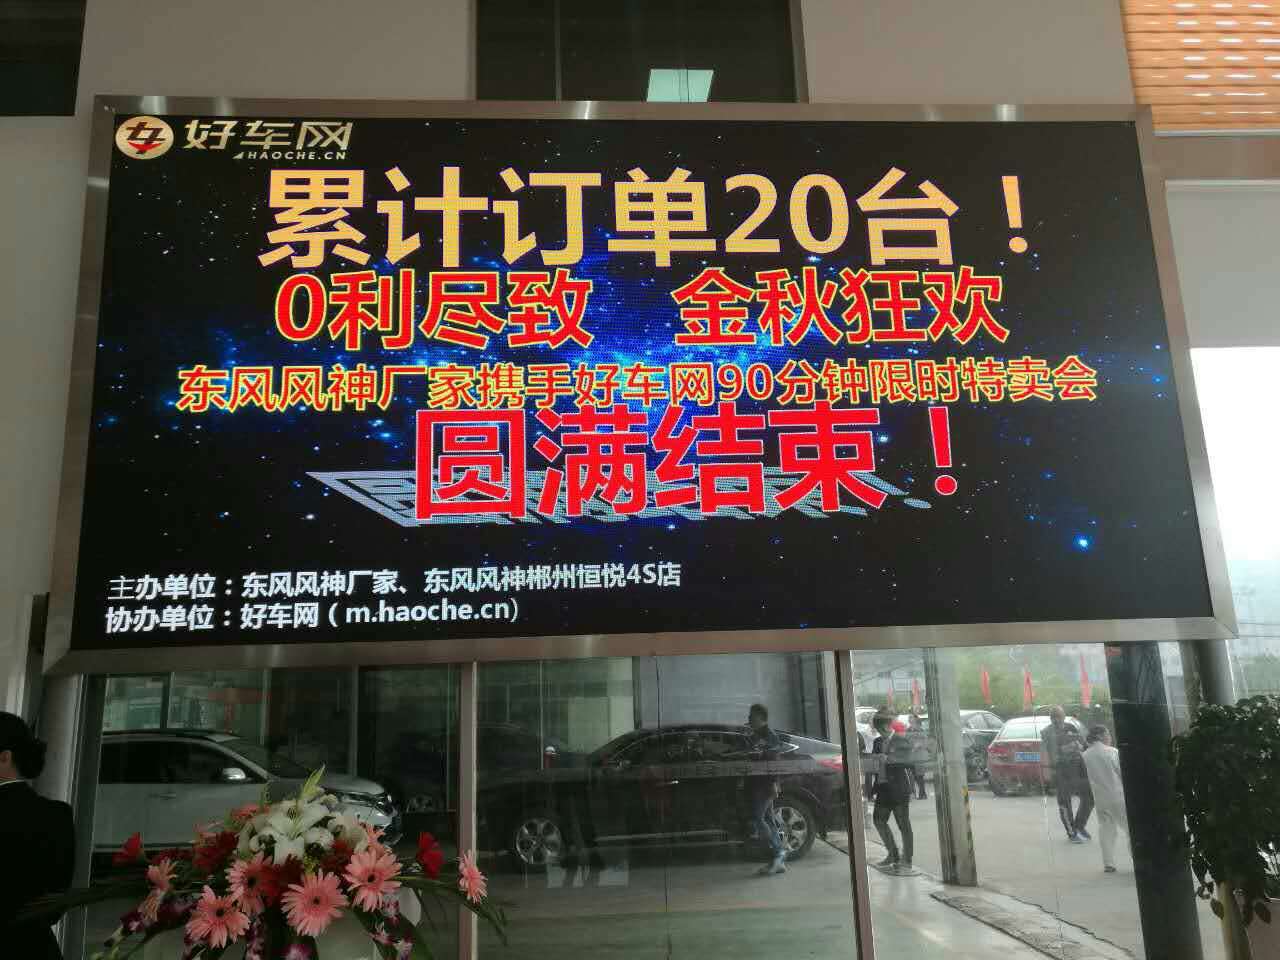 好车网
HAOCHE.CN
累计订单20台！
0利尽致 金秋狂欢
东风风神厂家携手好车网90分钟限时特卖会
圆满结束！
主办单位：东风风神厂家、东风风神郴州恒悦4S店
协办单位：好车网（m.haoche.cn)